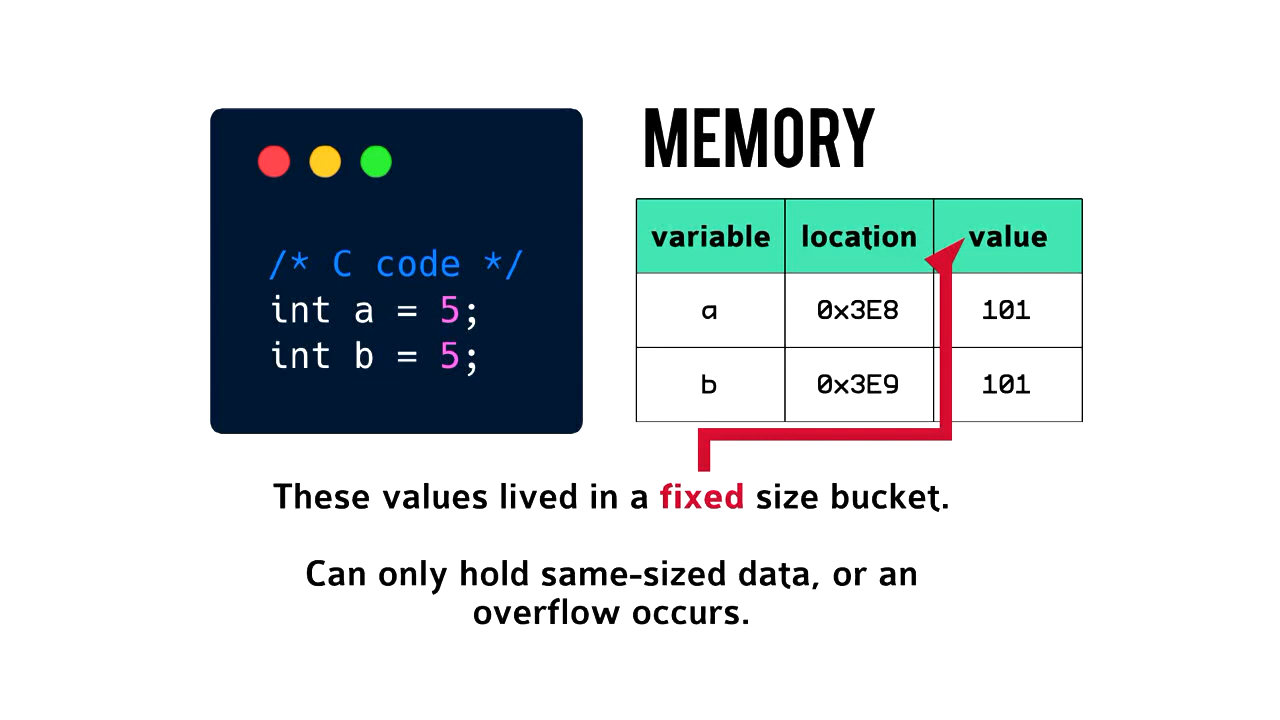 /* C code */
int a = 5;
int b = 5;
MEMORY
variable location value
a 0x3E8 101
b 0x3E9 101
These values lived in a fixed size bucket.
Can only hold same-sized data, or an
overflow occurs.